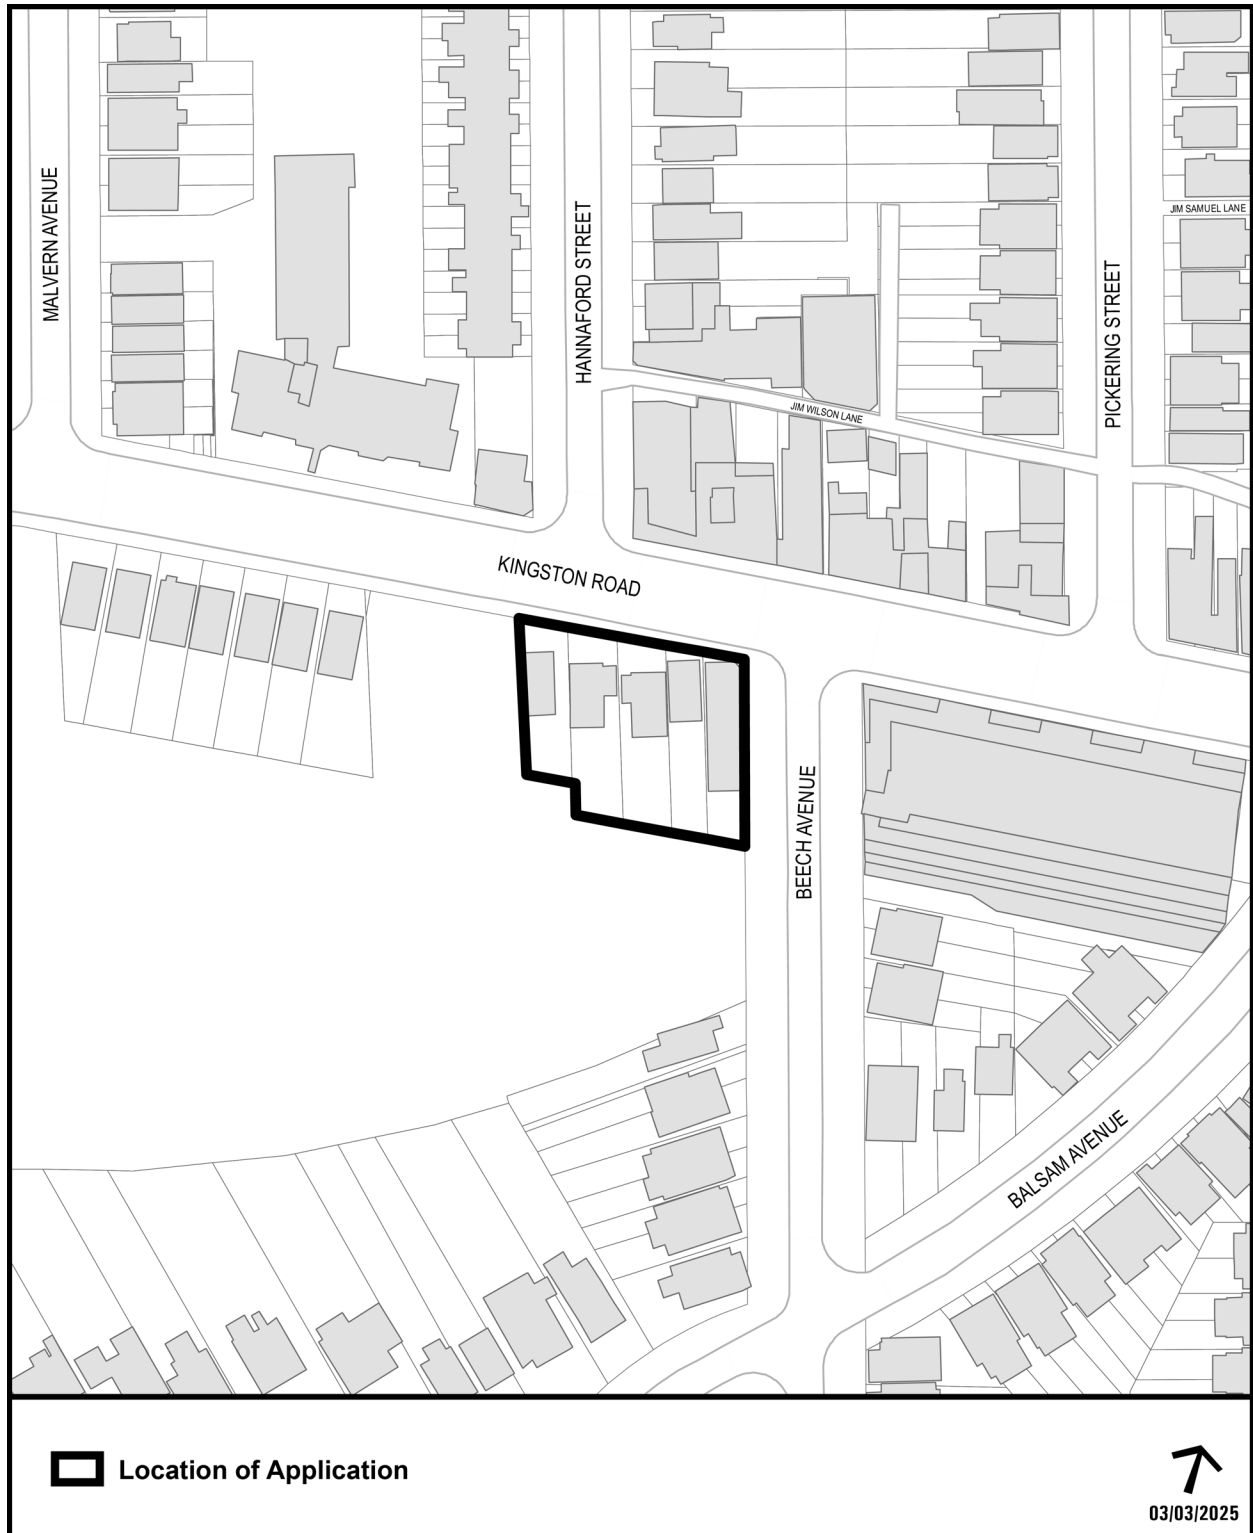 MALVERN AVENUE
HANNAFORD STREET
PICKERING STREET
JIM SAMUEL LANE
JIM WILSON LANE
KINGSTON ROAD
BEECH AVENUE
BALSAM AVENUE
Location of Application
03/03/2025